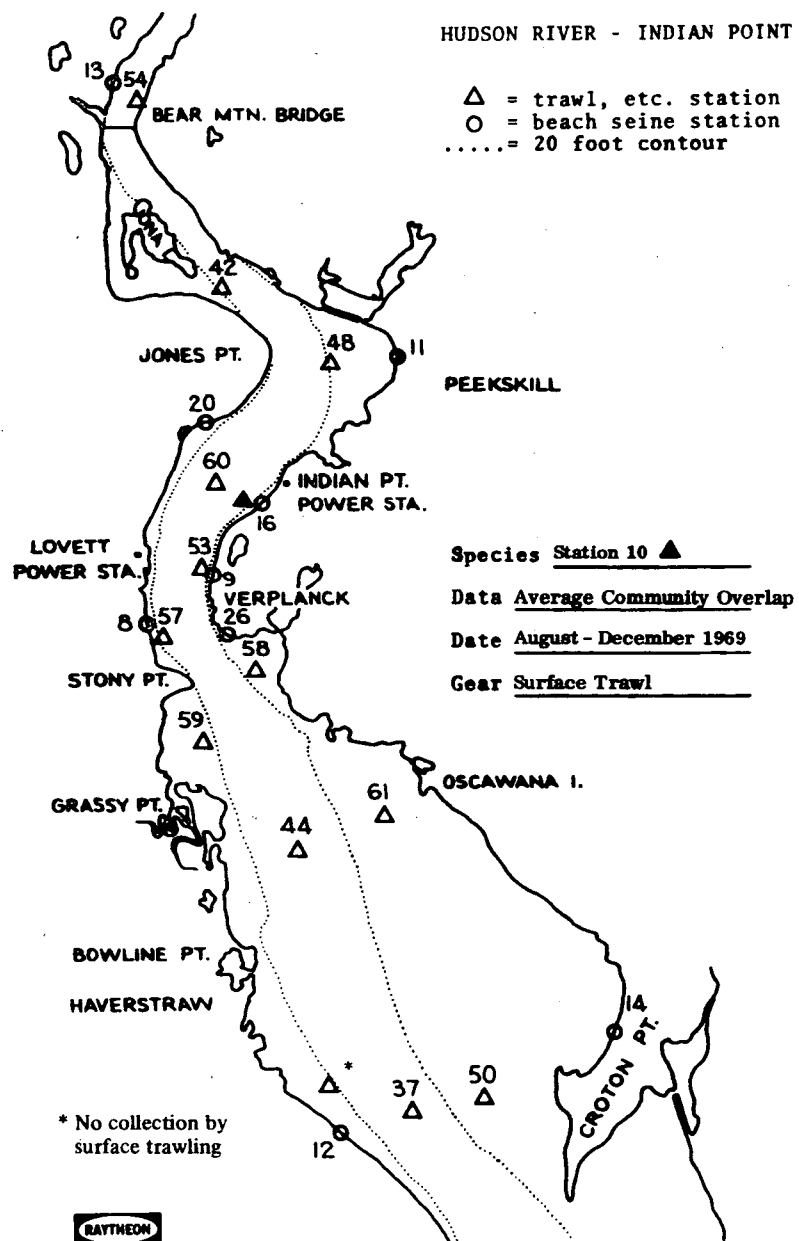 HUDSON RIVER - INDIAN POINT
△ = trawl, etc. station
○ = beach seine station
.....= 20 foot contour
13
54
BEAR MTN. BRIDGE
IONA
42
JONES PT.
48
11
PEEKSKILL
20
60
INDIAN PT.
POWER STA.
16
LOVETT
POWER STA.
53
9
VERPLANCK
8
57
26
58
STONY PT.
59
Species Station 10 ▲
Data Average Community Overlap
Date August - December 1969
Gear Surface Trawl
GRASSY PT.
61
OSCAWANA I.
44
BOWLINE PT.
HAVERSTRAW
14
CROTON PT.
*
37
50
12
* No collection by
surface trawling
RAYTHEON